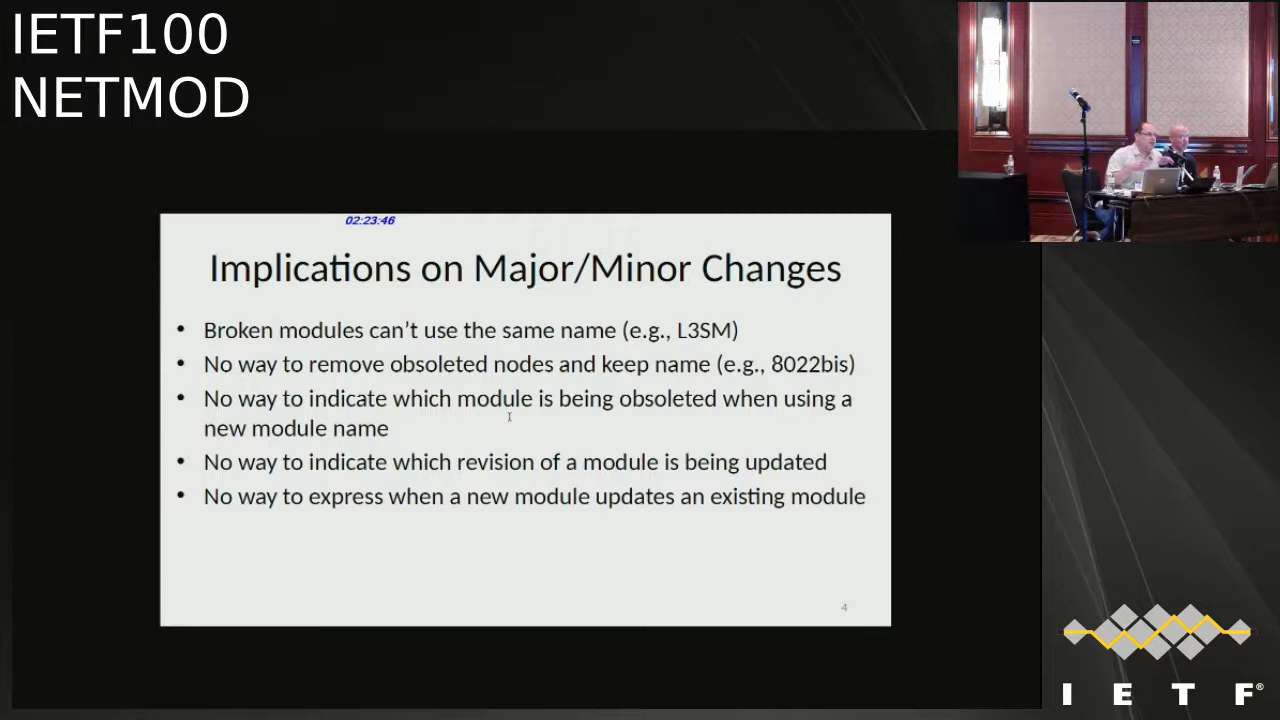 IETF100
NETMOD
02:23:46
Implications on Major/Minor Changes
• Broken modules can’t use the same name (e.g., L3SM)
• No way to remove obsoleted nodes and keep name (e.g., 8022bis)
• No way to indicate which module is being obsoleted when using a
new module name
• No way to indicate which revision of a module is being updated
• No way to express when a new module updates an existing module
4
I E T F®